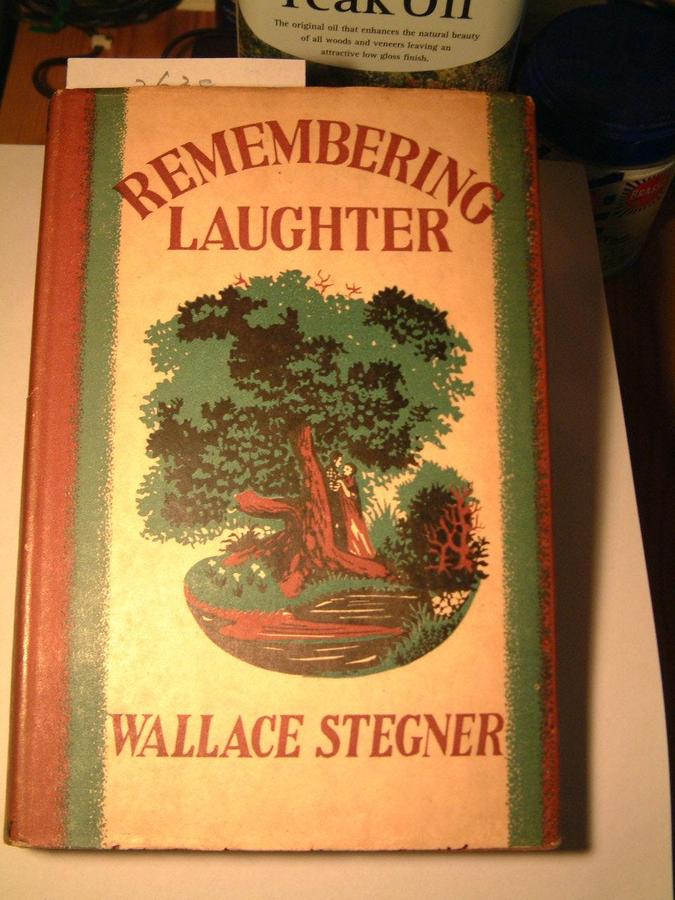 Teak Oil
The original oil that enhances the natural beauty
of all woods and veneers leaving an
attractive low gloss finish.
REMEMBERING
LAUGHTER
WALLACE STEGNER